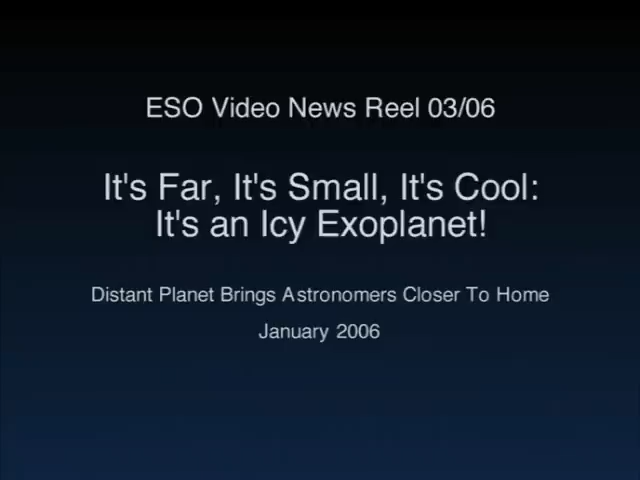 ESO Video News Reel 03/06
It's Far, It's Small, It's Cool:
It's an Icy Exoplanet!
Distant Planet Brings Astronomers Closer To Home
January 2006